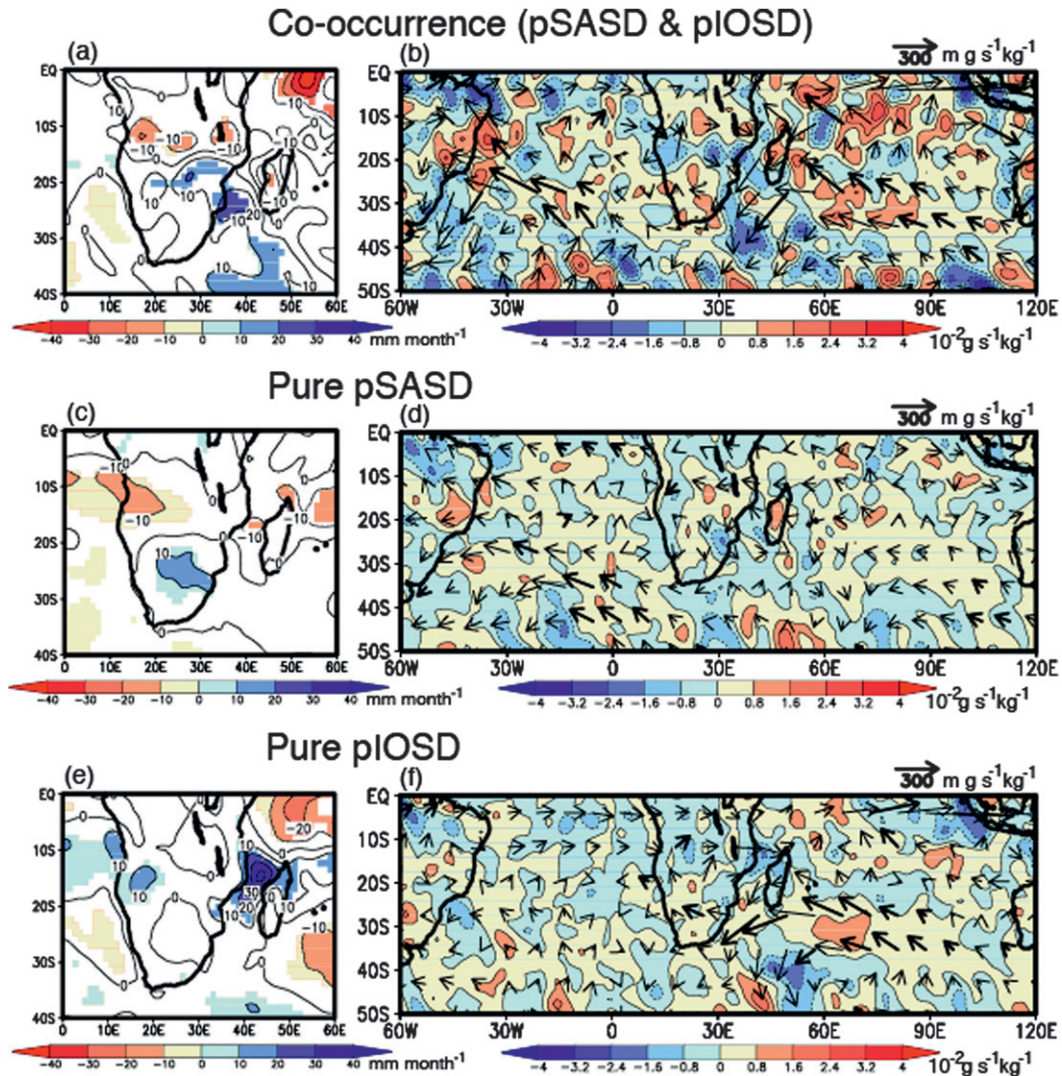 Co-occurrence (pSASD & pIOSD)
(a) (b) 300 m g s-1kg-1
EQ
10S
20S
30S
40S
0 10E 20E 30E 40E 50E 60E
EQ
10S
20S
30S
40S
50S
60W 30W 0 30E 60E 90E 120E
-40 -30 -20 -10 0 10 20 30 40 mm month-1
-4 -3.2 -2.4 -1.6 -0.8 0 0.8 1.6 2.4 3.2 4 10-2g s-1kg-1
Pure pSASD
(c) (d) 300 m g s-1kg-1
EQ
10S
20S
30S
40S
0 10E 20E 30E 40E 50E 60E
EQ
10S
20S
30S
40S
50S
60W 30W 0 30E 60E 90E 120E
-40 -30 -20 -10 0 10 20 30 40 mm month-1
-4 -3.2 -2.4 -1.6 -0.8 0 0.8 1.6 2.4 3.2 4 10-2g s-1kg-1
Pure pIOSD
(e) (f) 300 m g s-1kg-1
EQ
10S
20S
30S
40S
0 10E 20E 30E 40E 50E 60E
EQ
10S
20S
30S
40S
50S
60W 30W 0 30E 60E 90E 120E
-40 -30 -20 -10 0 10 20 30 40 mm month-1
-4 -3.2 -2.4 -1.6 -0.8 0 0.8 1.6 2.4 3.2 4 10-2g s-1kg-1